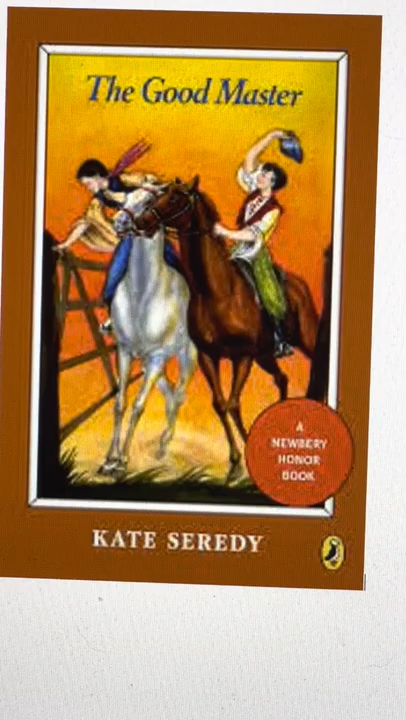 The Good Master
A
NEWBERY
HONOR
BOOK
KATE SEREDY